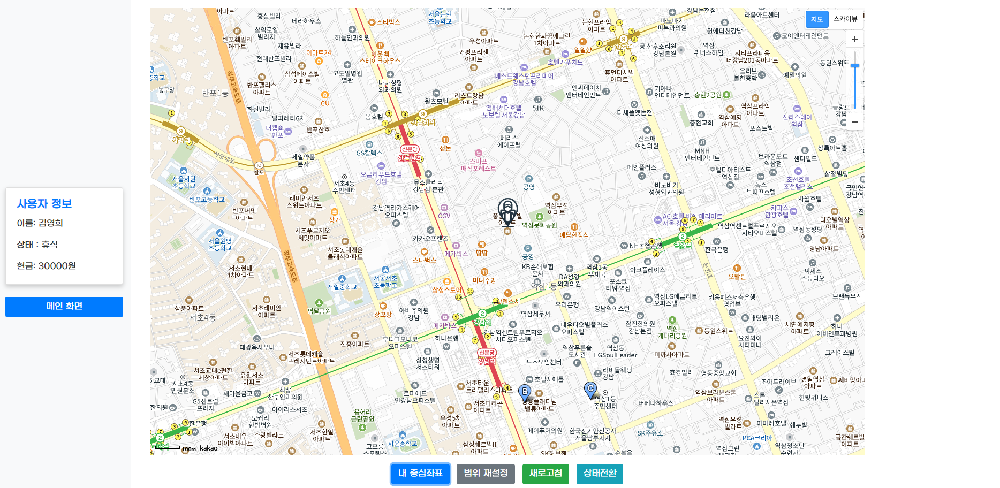 사용자 정보
이름: 김영희
상태 : 휴식
현금: 30000원
메인 화면
지도
스카이뷰
홍실빌라
삼익로얄
빌리지
베라하우스
스타벅스
서울논현
초등학교
논현프라임
아파트
바노바기
피부과의원
원에디션강남
라움아트센터
코이엔터테인먼트
반포훼밀리
아파트
재용빌라
하늘안과의원
우성아파트
논현한화꿈에그린
1차아파트
일일향
궁 산후조리원
강남본원
역삼
위너스하임
시티프라디움
더강남201동아파트
동원스위트
현대반포빌라
이마트24
아웃백
스테이크하우스
거평프리젠
아파트
호텔카푸치노
휴먼터치빌
아파트
올리브
불한증막
예젤의원
삼성에이스빌
아파트
고도일병원
별관
나나성형
외과의원
베스트웨스턴프리미어
강남호텔
농구장
반포1동
반포팰리스
아파트
CU
왈츠모텔
리스트강남
아파트
엔씨에이치
엔터테인먼트
키아나
엔터테인먼트
충현2공원
역삼프라임
아파트
화신빌라
알파레타6차
봄호텔
앰배서더호텔
노보텔 서울강남
51K
더채플앳논현
충현교회
역삼예명
아파트
신라스테이
역삼
포스트빌
더캡슐
반포
반포산호
신논현역
사평역
사평대로
경부고속도로
제일약품
본사
GS칼텍스
신분당
정돈
메리스
에이프럴
신소애
여성의원
MNH
엔터테인먼트
상록아트홀
스머프
매직포레스트
브라운도트
역삼점
센터필드
IC
반포
서울서원
초등학교
반포고등학교
서초4동
주민센터
오클라우드호텔
강남
뮤즈클리닉
강남점 본관
공영
메인플러스
바노바기
성형외과의원
호텔디아티스트
역삼점
녹스
부띠끄호텔
조선호텔
조선팰리스
삼정빌딩
래미안서초
스위트아파트
반포써밋
아파트
상가
강남역리가스퀘어
오피스텔
CGV
역삼우성
아파트
역삼문화공원
AC 호텔 바이 메리어트
서울 강남
카파스
관광호텔
사월호텔
디오빌역삼
아파트
서울원명
초등학교
서초푸르지오
써밋아파트
카카오프렌즈
예담한정식
역삼역센트럴푸르지오
시티오피스텔
역삼동성당
경남아파트
서초롯데캐슬
클래식아파트
스타벅스
메가박스
땀땀
공영
NH농협은행
역삼역
한국은행
서초현대
4차아파트
서일중학교
서울서초
초등학교
마녀주방
KB손해보험
본사
DA성형
외과의원
역삼1동
우체국
아크플레이스
포스코
타워 역삼
논현로
오발탄
씨제스
스튜디오
삼성스토어
역삼1동
삼풍아파트
서초4동
서초래미안
아파트
명달공원
장꼬방
아비쥬의원
강남
메가박스
강남역
역삼세무서
우리은행
강남역이스턴
역삼LG에클라트
오피스텔
키움예스저축은행
영업부
브랜뉴뮤직
대광옥사우나
진흥아파트
부띠크모나코
오피스텔
하나은행
강남역센트럴푸르지오
시티오피스텔
대우디오빌플러스
오피스텔
참진한의원
강남본점
역삼
개나리공원
동원스위트
대명벨리온
세연예지향
아파트
하나
이비인후과병원
요진와이
시티미니
서초롯데캐슬
프레지던트아파트
삼성생명
서초타워
신분당
강남역
토즈모임센터
역삼푸른솔
도서관
역삼동
EGSoulLeader
미까사아파트
그레이스빌
서초교대e편한
세상아파트
유원서초
아파트
라비돌웨딩
강남
효경빌라
영동중앙교회
서초4동
민원분소
새마을금고
최상
산부인과의원
르피에드
인강남오피스텔
서초타운
트라팰리스아파트
호텔시애틀
B
C
쌍용플래티넘
밸류아파트
역삼1동
주민센터
역삼브라운스톤
아파트
조아드라이브
경일역삼
아파트
쎄비앙아파
G5센트럴
프라자
아이리스서초
용허리
근린공원
서초파라곤
아파트
버베나하우스
스톤
엘리시온역삼
한빛위너스
모커리
한방병원
서초대우
아이빌아파트
수광빌라트
서초한일
아파트
우성5차
아파트
메이퓨어의원
한국전기안전공사
서울남부지사
SK주유소
역삼우성
빌라트
아마레호텔
쉐누빌
코오롱
스포렉스
서운중학교
삼성쉐르빌II
아파트
SK허브젠
PCA코리아
역삼청소년
수련관
공간쉐르빌
아파트
100m
kakao
내 중심좌표
범위 재설정
새로고침
상태전환